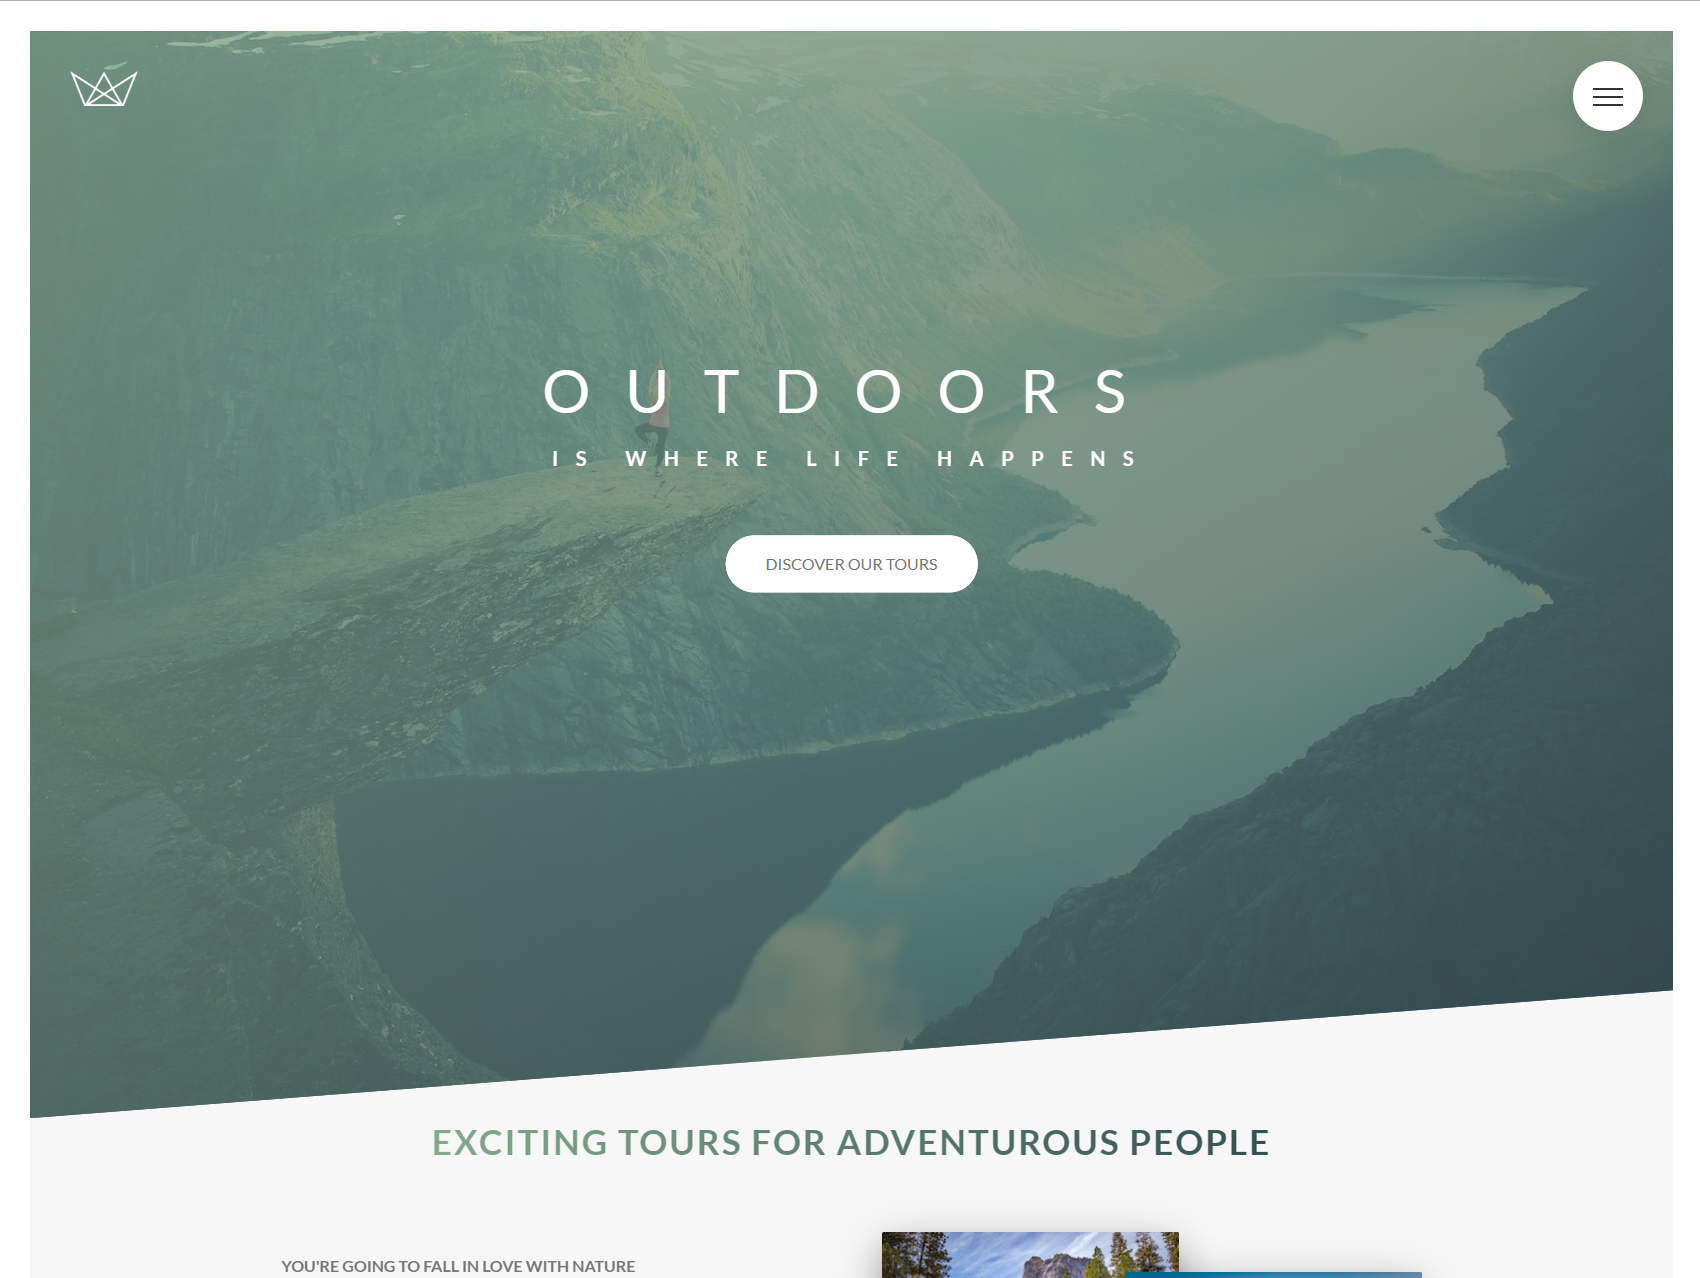 OUTDOORS
IS WHERE LIFE HAPPENS
DISCOVER OUR TOURS
EXCITING TOURS FOR ADVENTUROUS PEOPLE
YOU'RE GOING TO FALL IN LOVE WITH NATURE